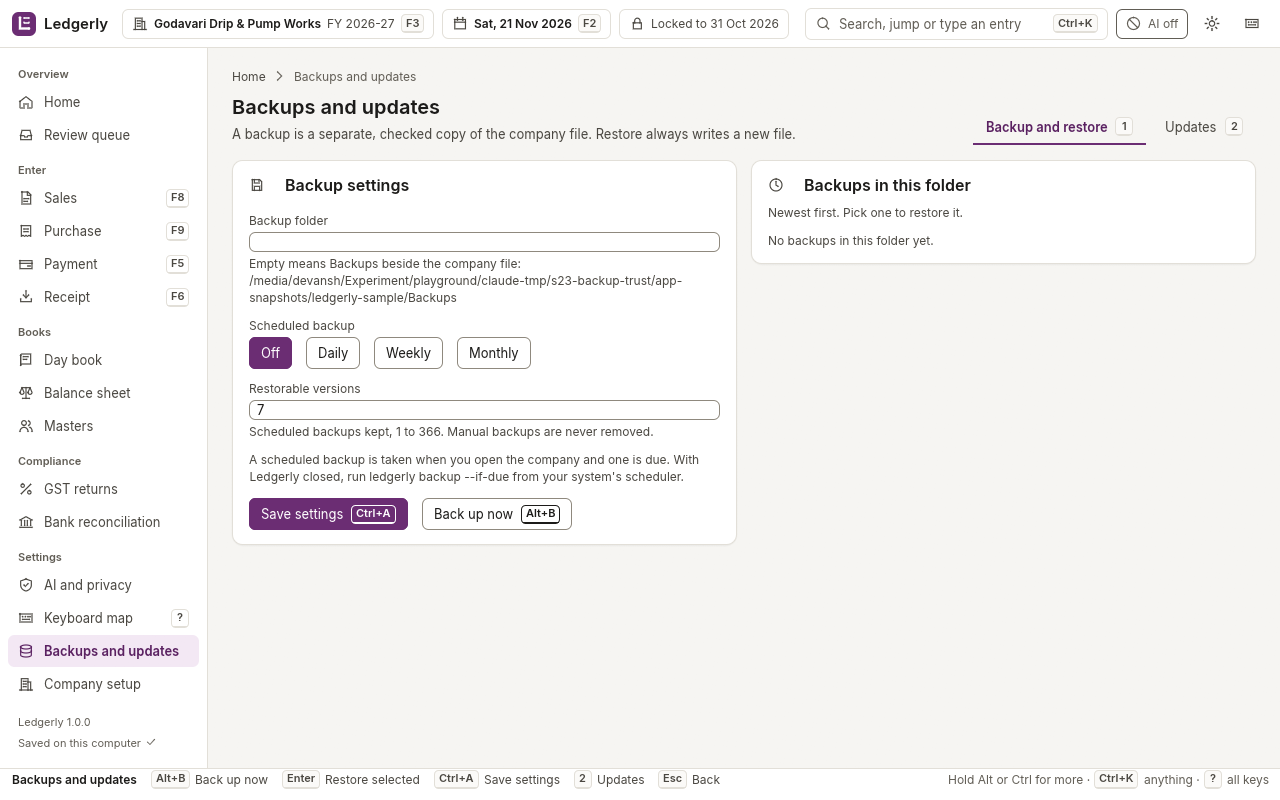 Ledgerly
Godavari Drip & Pump Works FY 2026-27 F3
Sat, 21 Nov 2026 F2
Locked to 31 Oct 2026
Search, jump or type an entry Ctrl+K
AI off
Overview
Home
Review queue
Enter
Sales F8
Purchase F9
Payment F5
Receipt F6
Books
Day book
Balance sheet
Masters
Compliance
GST returns
Bank reconciliation
Settings
AI and privacy
Keyboard map ?
Backups and updates
Company setup
Ledgerly 1.0.0
Saved on this computer
Home > Backups and updates
Backups and updates
A backup is a separate, checked copy of the company file. Restore always writes a new file.
Backup and restore 1
Updates 2
Backup settings
Backup folder
Empty means Backups beside the company file:
/media/devansh/Experiment/playground/claude-tmp/s23-backup-trust/app-
snapshots/ledgerly-sample/Backups
Scheduled backup
Off Daily Weekly Monthly
Restorable versions
7
Scheduled backups kept, 1 to 366. Manual backups are never removed.
A scheduled backup is taken when you open the company and one is due. With
Ledgerly closed, run ledgerly backup --if-due from your system's scheduler.
Save settings Ctrl+A Back up now Alt+B
Backups in this folder
Newest first. Pick one to restore it.
No backups in this folder yet.
Backups and updates Alt+B Back up now Enter Restore selected Ctrl+A Save settings 2 Updates Esc Back
Hold Alt or Ctrl for more · Ctrl+K anything · ? all keys